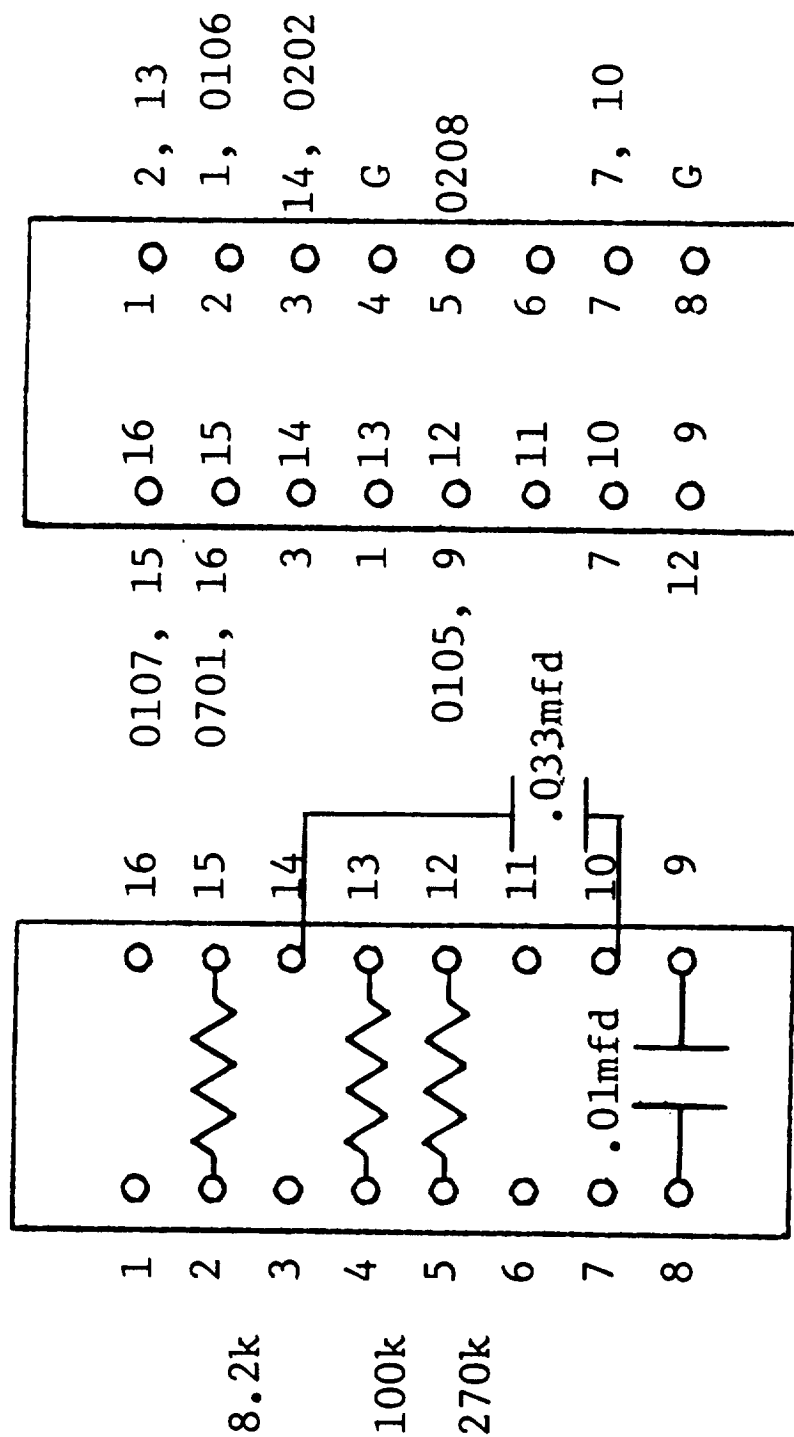 1 16 0107, 15 16 1 2, 13
8.2k 2 15 0701, 16 15 2 1, 0106
3 14 3 14 3 14, 0202
100k 4 13 1 13 4 G
270k 5 12 0105, 9 12 5 0208
6 11 .033mfd 11 6
7 .01mfd 10 7 10 7 7, 10
8 9 12 9 8 G